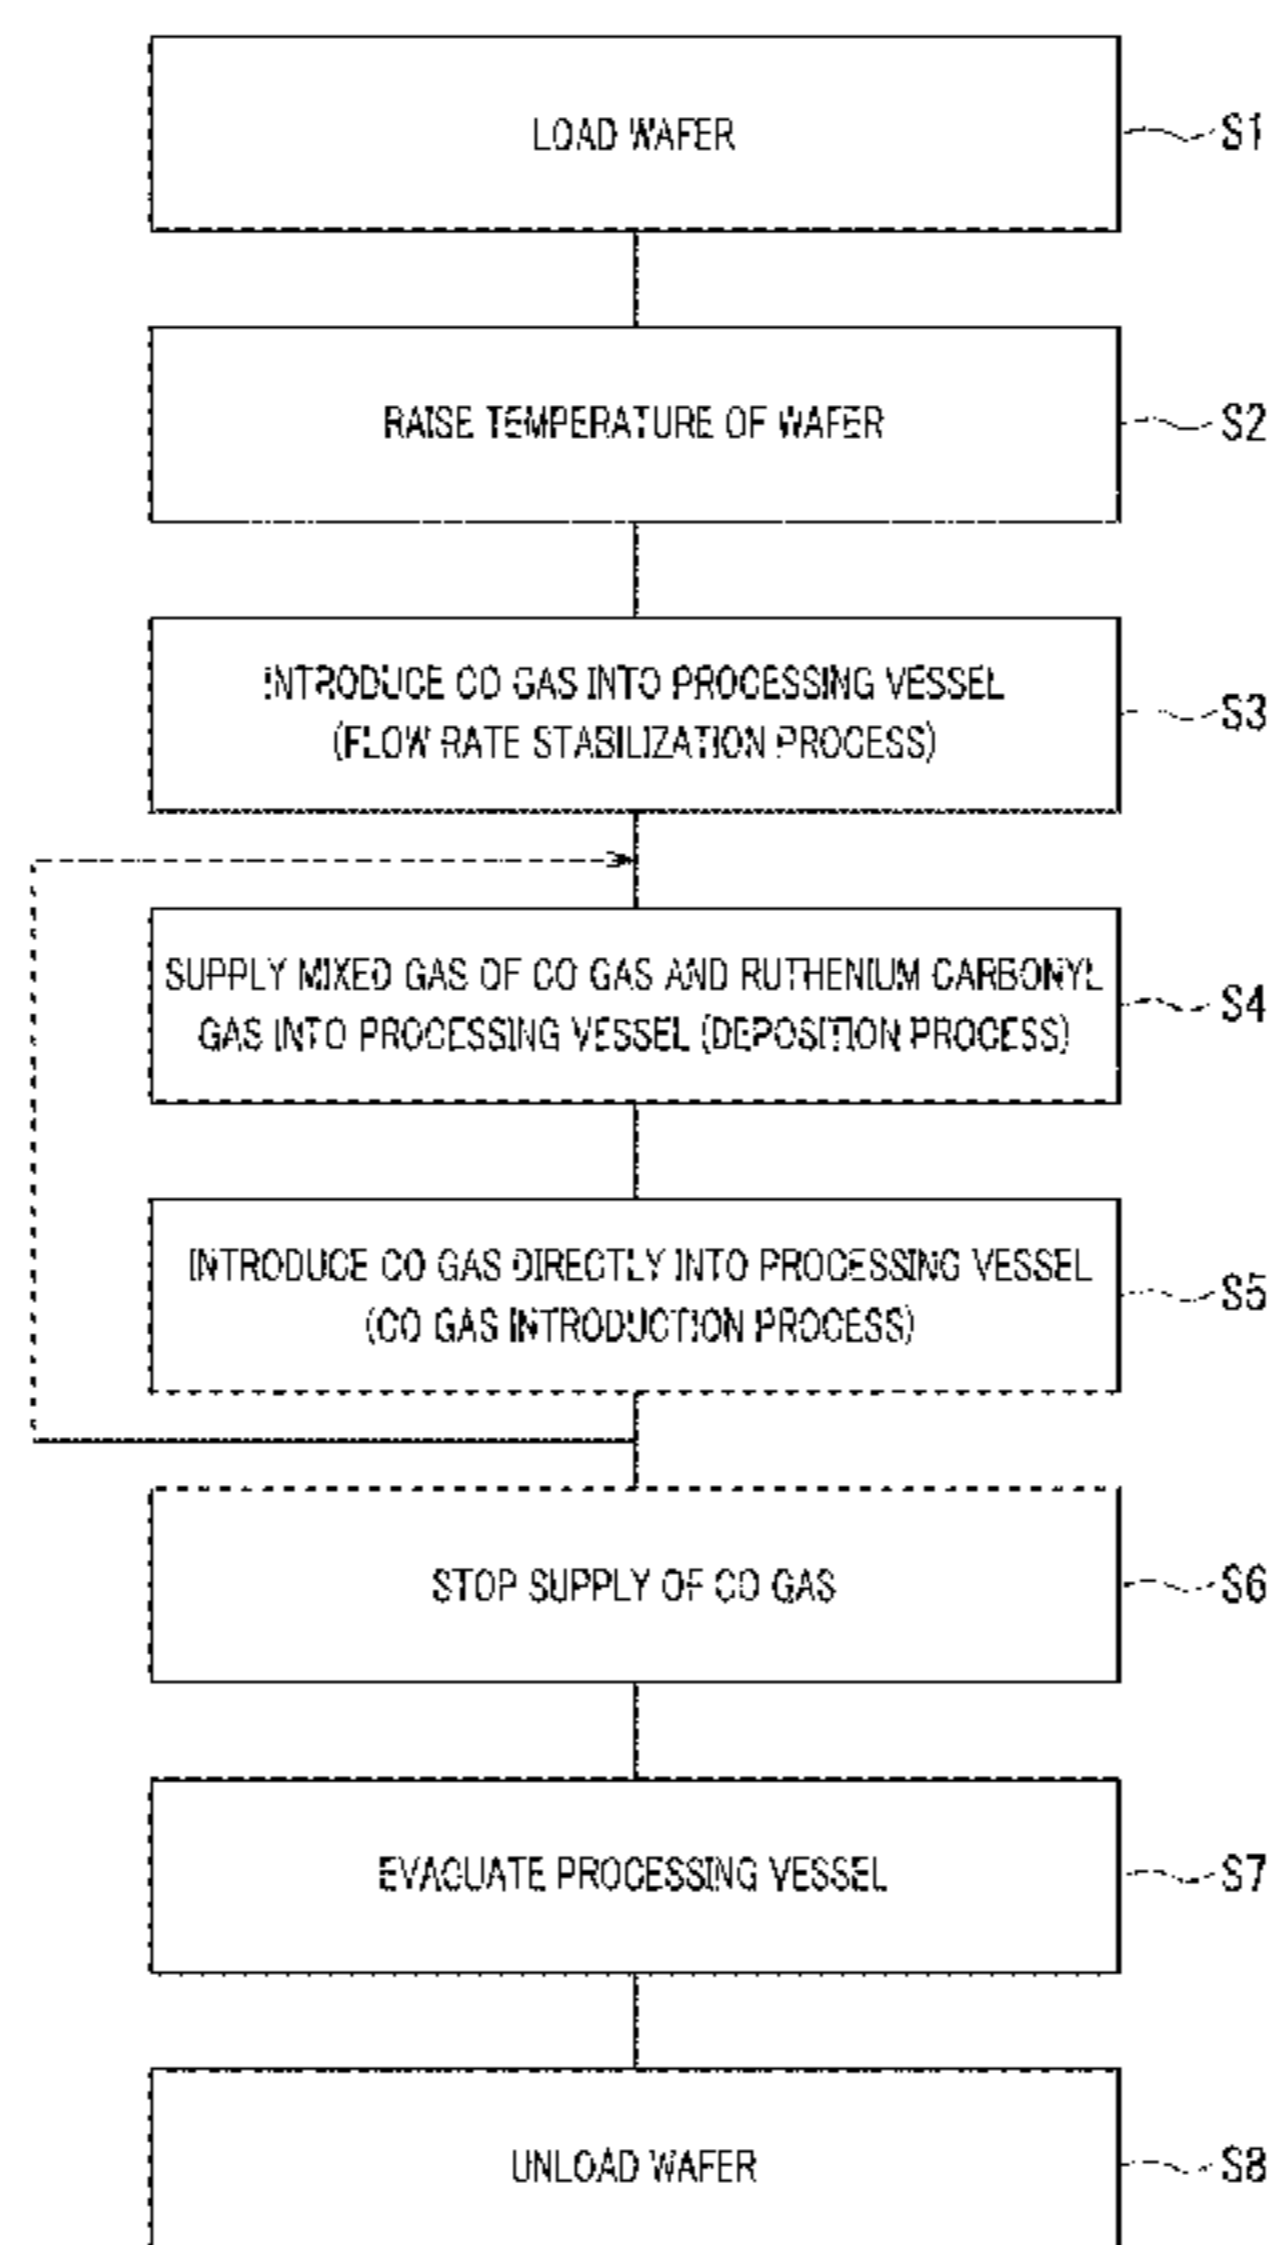 LOAD WAFER
S1
RAISE TEMPERATURE OF WAFER
S2
INTRODUCE CO GAS INTO PROCESSING VESSEL
(FLOW RATE STABILIZATION PROCESS)
S3
SUPPLY MIXED GAS OF CO GAS AND RUTHENIUM CARBONYL
GAS INTO PROCESSING VESSEL (DEPOSITION PROCESS)
S4
INTRODUCE CO GAS DIRECTLY INTO PROCESSING VESSEL
(CO GAS INTRODUCTION PROCESS)
S5
STOP SUPPLY OF CO GAS
S6
EVACUATE PROCESSING VESSEL
S7
UNLOAD WAFER
S8